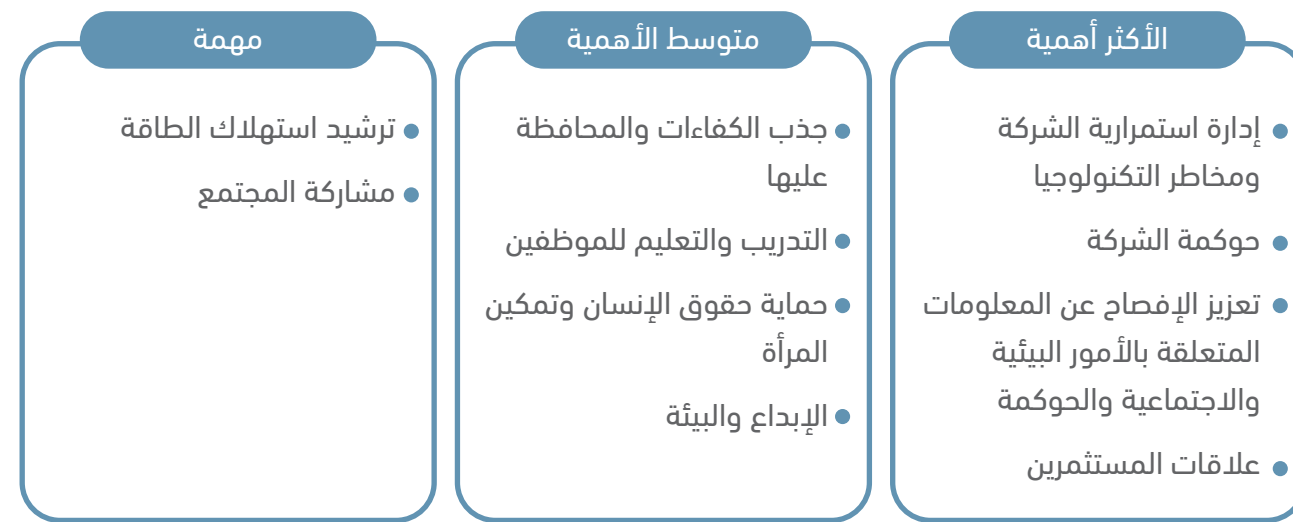 الأكثر أهمية
إدارة استمرارية الشركة
ومخاطر التكنولوجيا
حوكمة الشركة
تعزيز الإفصاح عن المعلومات
المتعلقة بالأمور البيئية
والاجتماعية والحوكمة
علاقات المستثمرين
متوسط الأهمية
جذب الكفاءات والمحافظة
عليها
التدريب والتعليم للموظفين
حماية حقوق الإنسان وتمكين
المرأة
الإبداع والبيئة
مهمة
ترشيد استهلاك الطاقة
مشاركة المجتمع